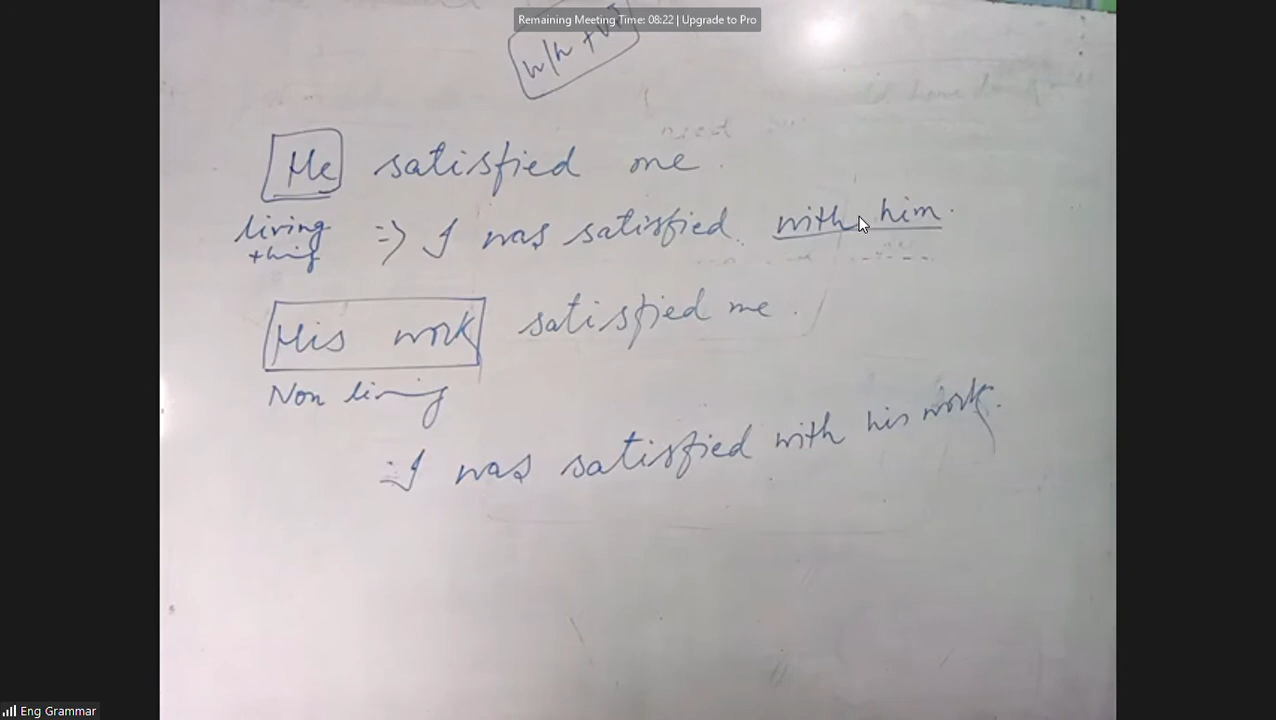 Remaining Meeting Time: 08:22 | Upgrade to Pro
He satisfied me.
living thing => I was satisfied with him.
His work satisfied me.
Non living
I was satisfied with his work.
Eng Grammar